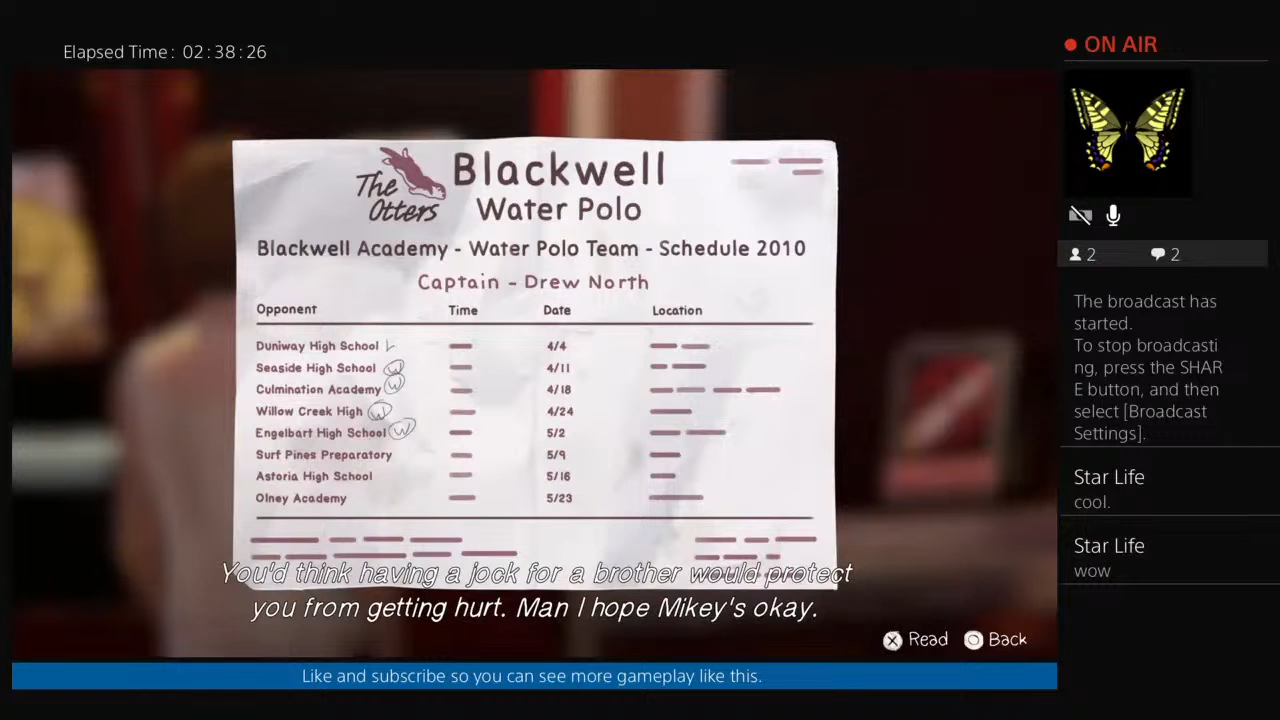 Elapsed Time: 02:38:26
ON AIR
The Otters
Blackwell
Water Polo
Blackwell Academy - Water Polo Team - Schedule 2010
Captain - Drew North
Opponent Time Date Location
Duniway High School L 4/4
Seaside High School W 4/11
Culmination Academy W 4/18
Willow Creek High W 4/24
Engelbart High School W 5/2
Surf Pines Preparatory 5/9
Astoria High School 5/16
Olney Academy 5/23
You'd think having a jock for a brother would protect
you from getting hurt. Man I hope Mikey's okay.
Read Back
Like and subscribe so you can see more gameplay like this.
2 2
The broadcast has
started.
To stop broadcasti
ng, press the SHAR
E button, and then
select [Broadcast
Settings].
Star Life
cool.
Star Life
wow